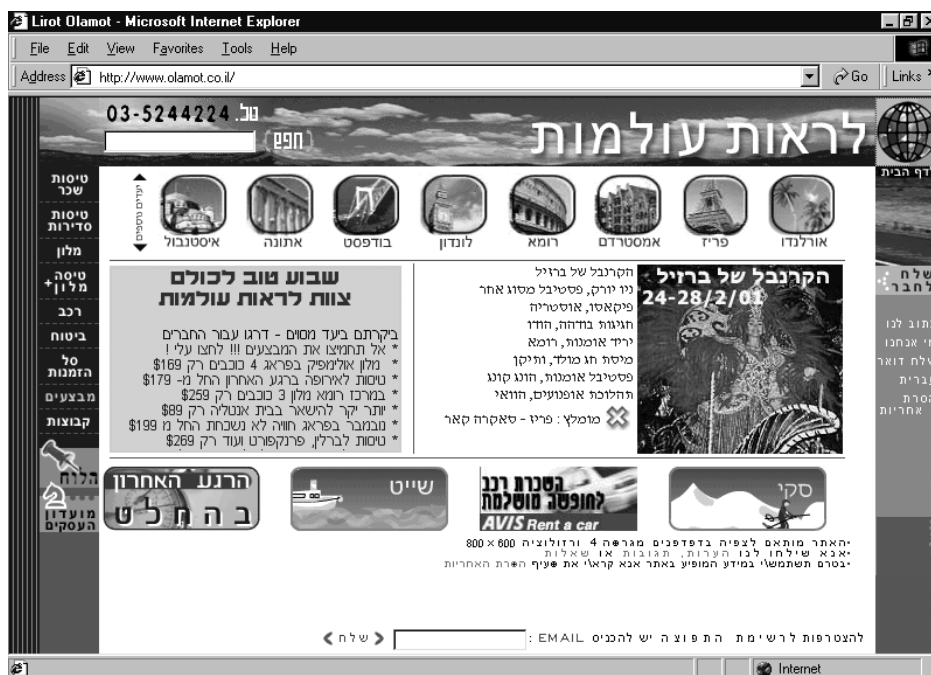 Lirot Olamot - Microsoft Internet Explorer
File Edit View Favorites Tools Help
Address http://www.olamot.co.il/ Go Links
טל. 03-5244224
(חפש)
לראות עולמות
דף הבית
טיסות
שכר
טיסות
סדירות
מלון
טיסה+
מלון
רכב
ביטוח
סל
הזמנות
מבצעים
קבוצות
הלוח
מועדון
העסקים
יעדים נוספים
אורלנדו פריז אמסטרדם רומא לונדון בודפסט אתונה איסטנבול
הקרנבל של ברזיל
24-28/2/01
הקרנבל של ברזיל
ניו יורק, פסטיבל מסוג אחר
פיקאסו, אוסטריה
חגיגות בודהה, הודו
יריד אומנות, רומא
מיסת חג מולד, ותיקן
פסטיבל אומנות, הונג קונג
תהלוכת אופנועים, הוואי
מומלץ : פריז - סאקרה קאר
שבוע טוב לכולם
צוות לראות עולמות
ביקרתם ביעד מסוים - דרגו עבור החברים
* אל תחמיצו את המבצעים !!! לחצו עלי !
* מלון אולימפיק בפראג 4 כוכבים רק $169
* טיסות לאירופה ברגע האחרון החל מ- $179
* במרכז רומא מלון 3 כוכבים רק $259
* יותר יקר להישאר בבית אנטליה רק $89
* נובמבר בפראג חוויה לא נשכחת החל מ $199
* טיסות לברלין, פרנקפורט ועוד רק $269
שלח
לחבר
כתוב לנו
מי אנחנו
שלח דואר
עברית
הסרת
אחריות
סקי
השכרת רכב
לחופשה מושלמת
AVIS Rent a car
שייט
הרגע האחרון
בהחלט
•האתר מותאם לצפיה בדפדפנים מגרסה 4 ורזולוציה 800×600
•אנא שילחו לנו הערות, תגובות או שאלות
•בטרם תשתמש/י במידע המופיע באתר אנא קרא/י את סעיף הסרת האחריות
להצטרפות לרשימת התפוצה יש להכניס EMAIL :
שלח
Internet